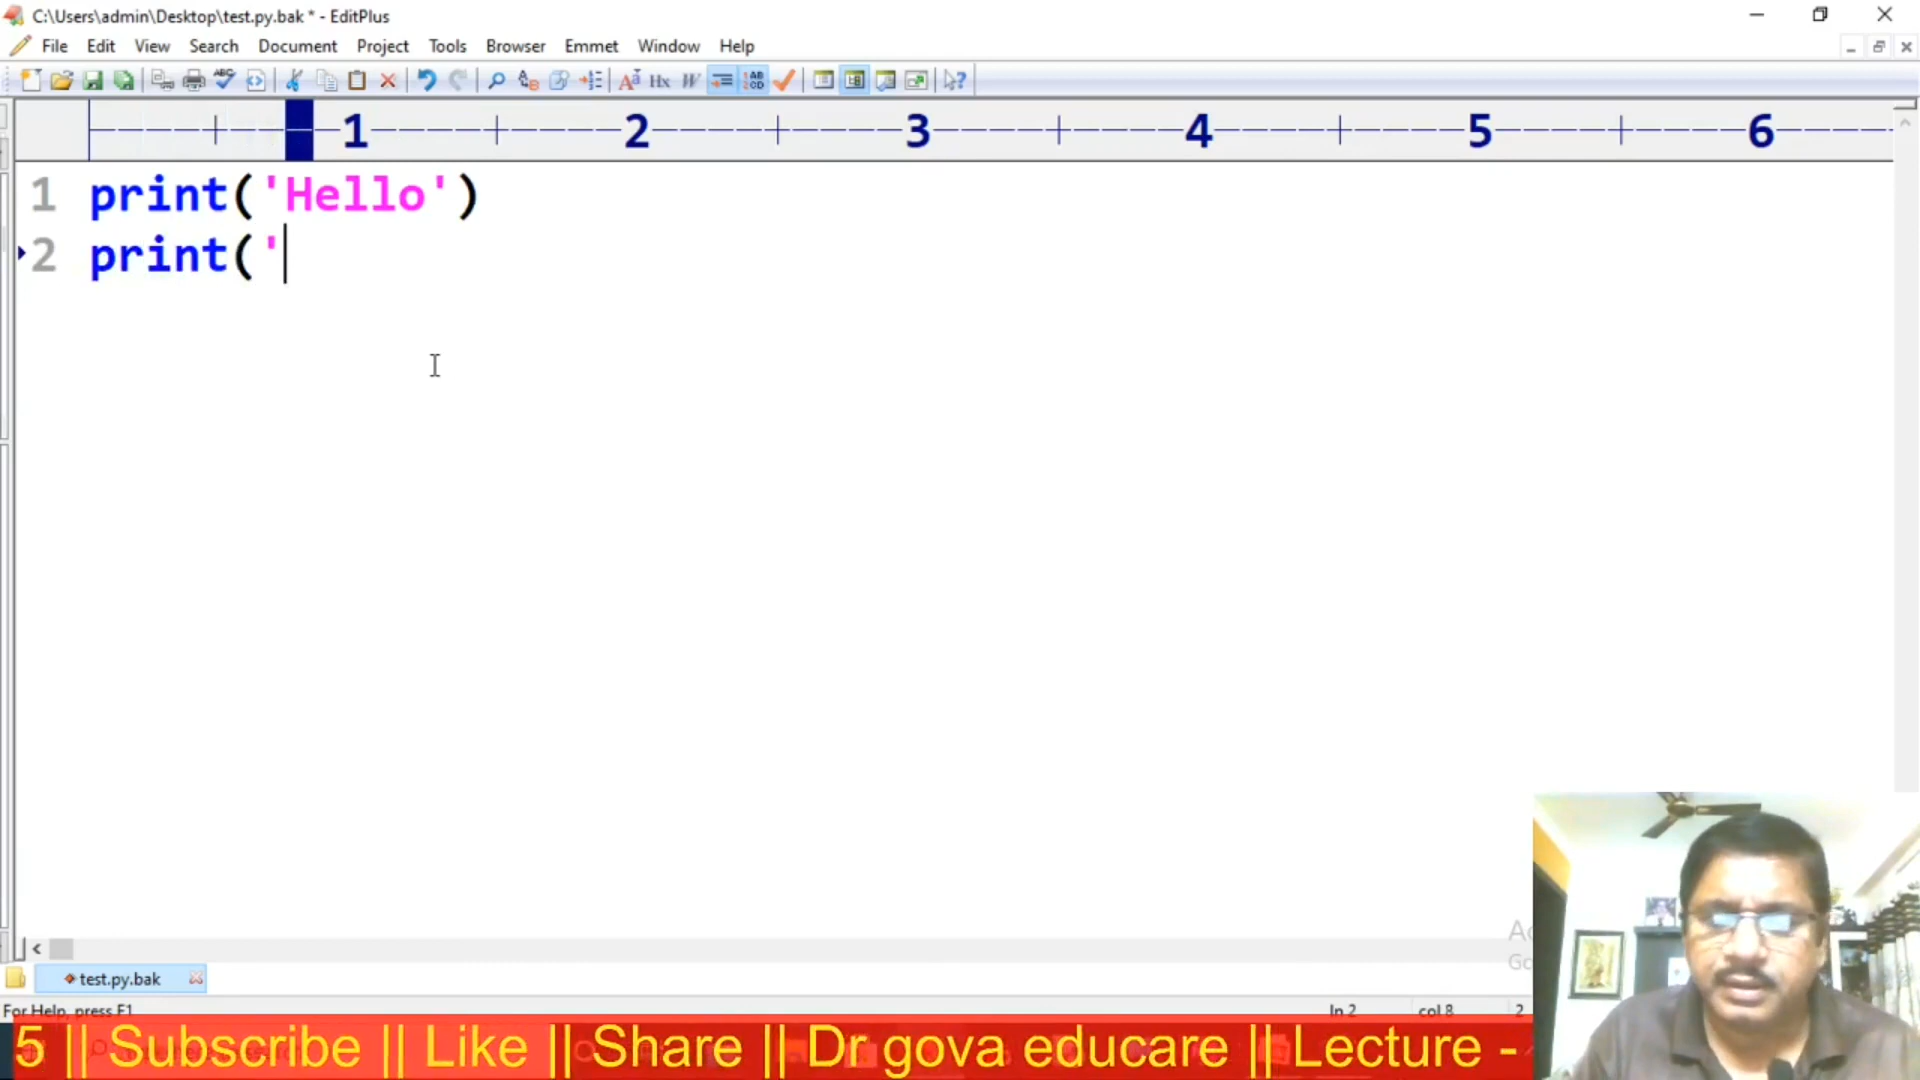 C:\Users\admin\Desktop\test.py.bak * - EditPlus
File Edit View Search Document Project Tools Browser Emmet Window Help
1 2 3 4 5 6
1 print('Hello')
2 print('
test.py.bak
For Help, press F1 ln 2 col 8 2
5 || Subscribe || Like || Share || Dr gova educare || Lecture -